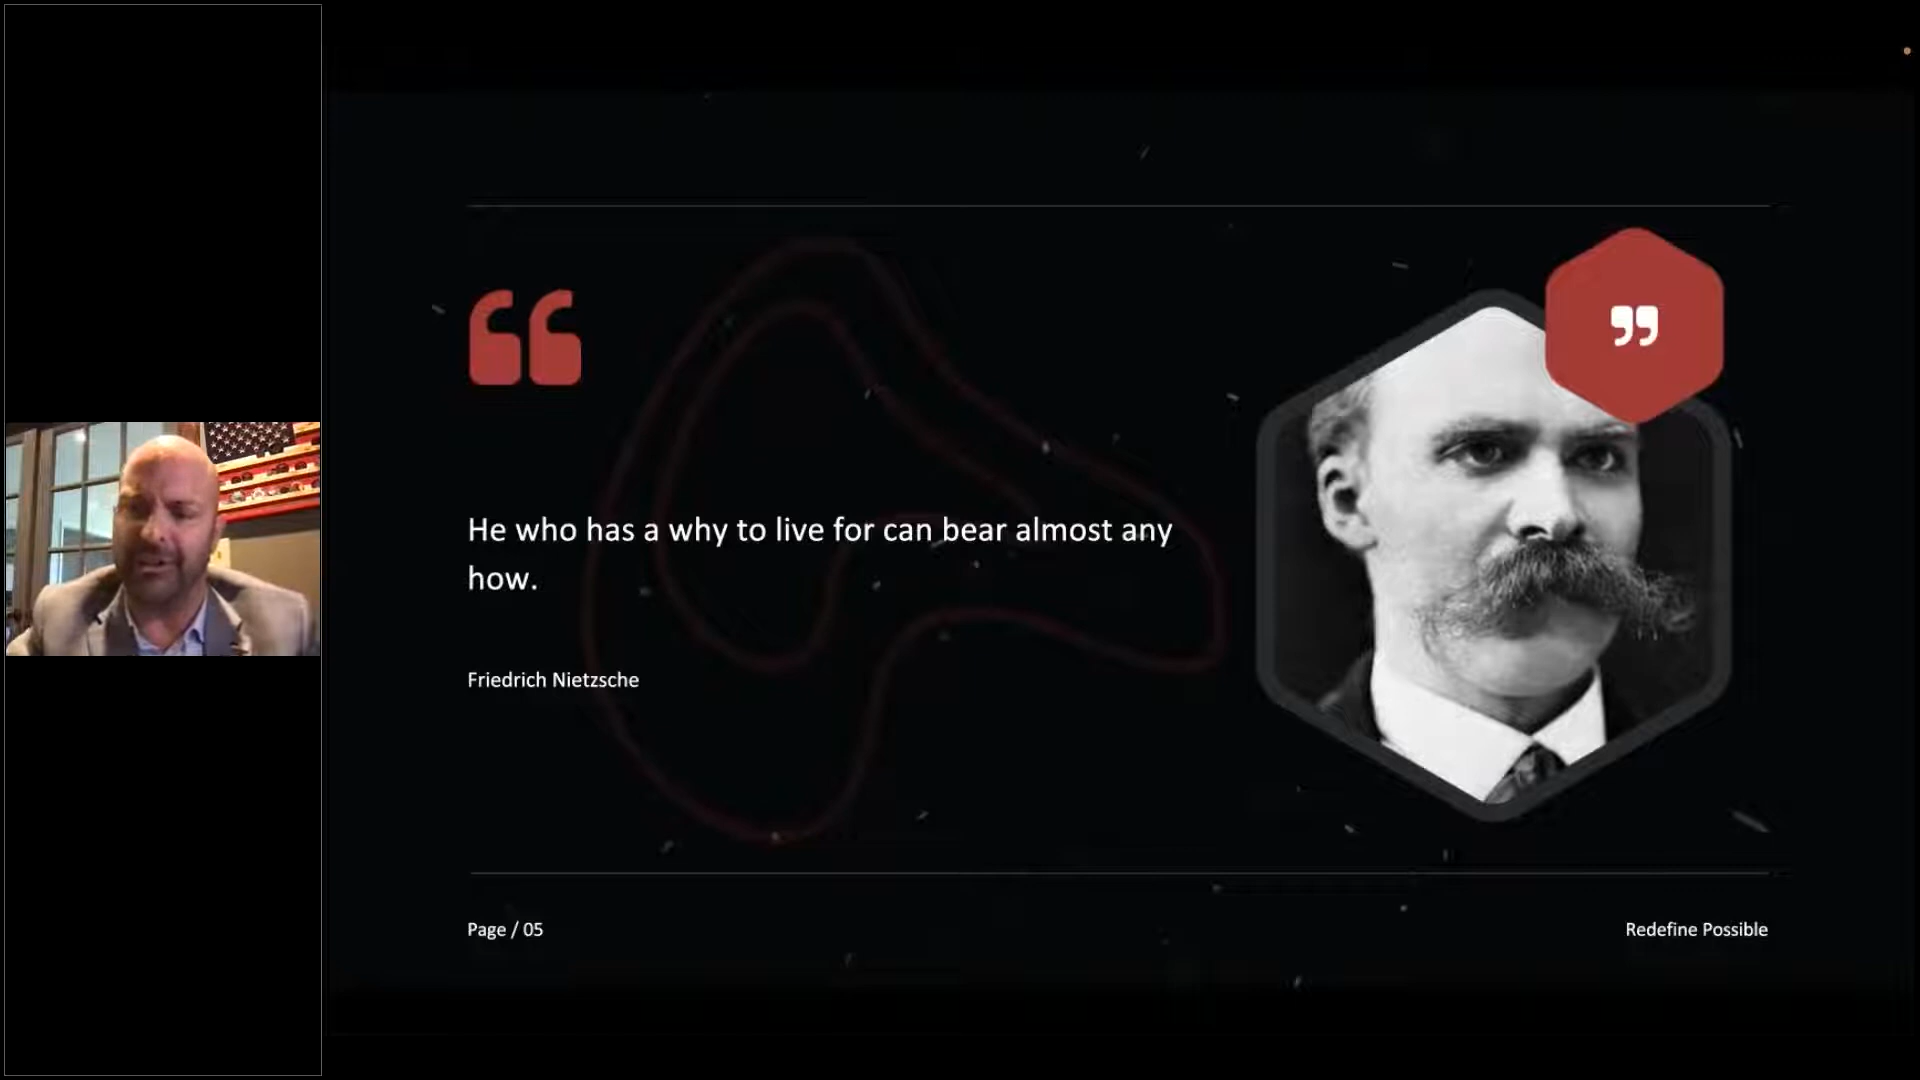 He who has a why to live for can bear almost any
how.
Friedrich Nietzsche
Page / 05
Redefine Possible